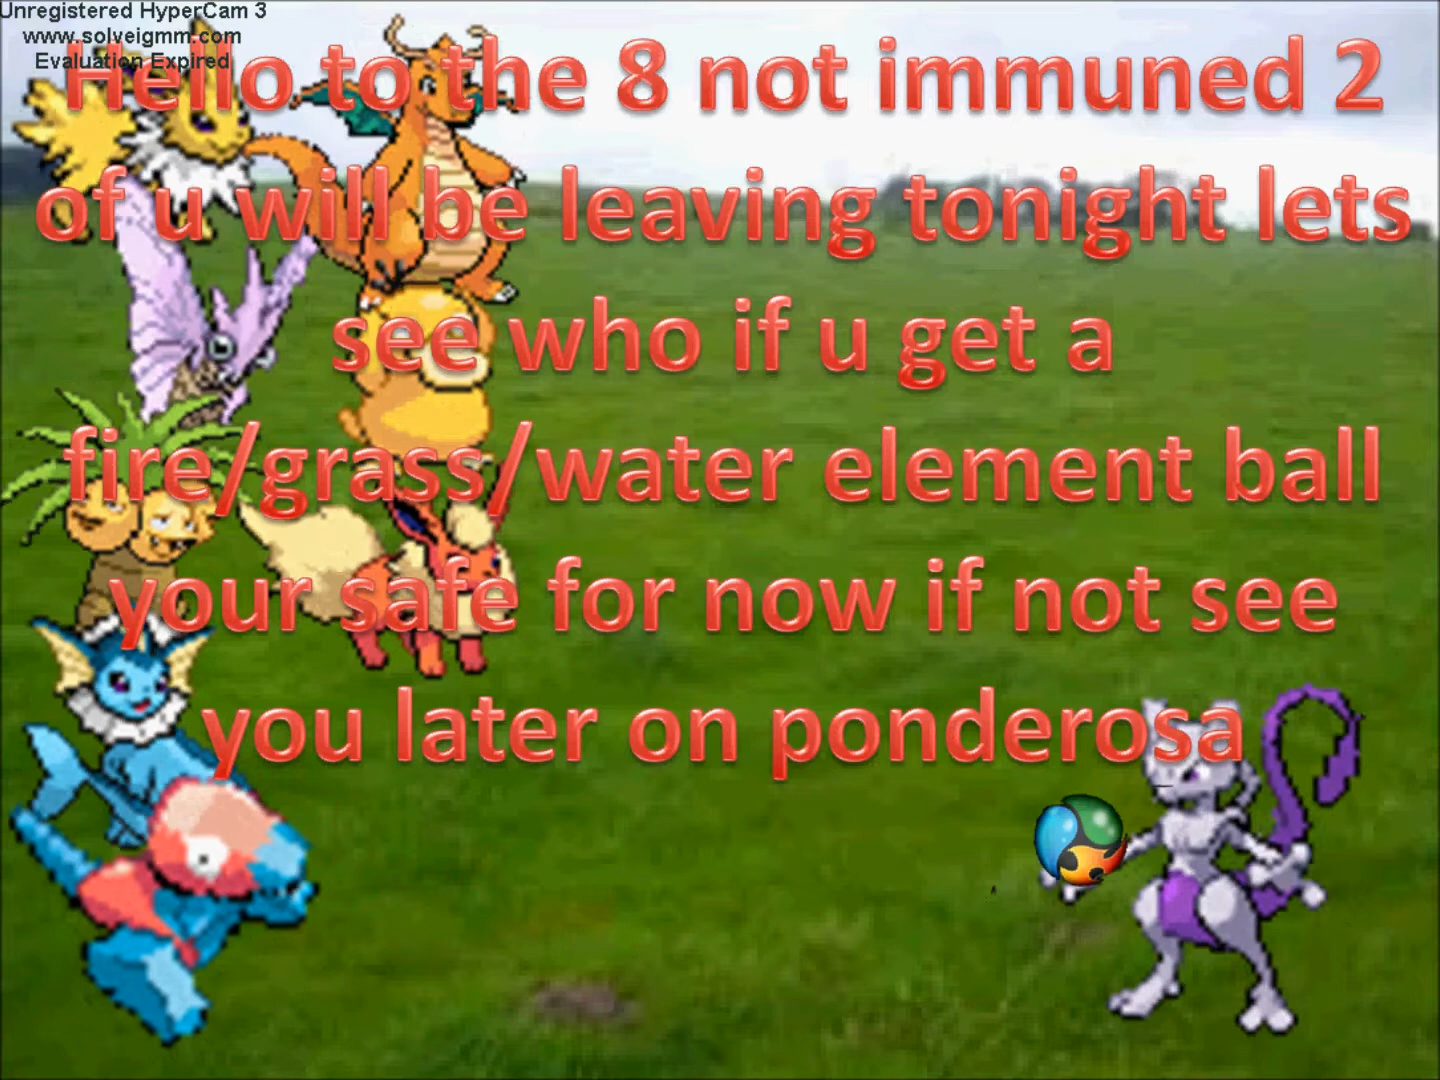 Unregistered HyperCam 3
www.solveigmm.com
Evaluation Expired
Hello to the 8 not immuned 2
of u will be leaving tonight lets
see who if u get a
fire/grass/water element ball
your safe for now if not see
you later on ponderosa